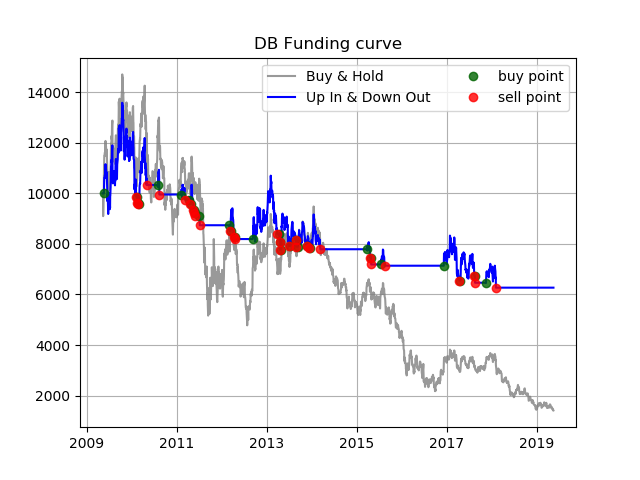 DB Funding curve
Buy & Hold
Up In & Down Out
buy point
sell point
14000
12000
10000
8000
6000
4000
2000
2009 2011 2013 2015 2017 2019